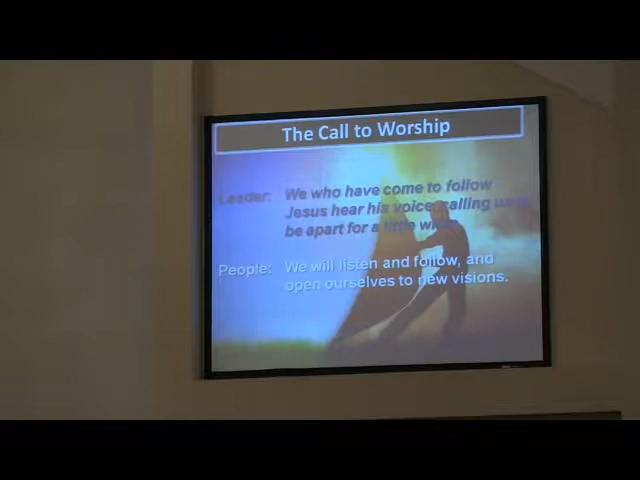 The Call to Worship
Leader: We who have come to follow
Jesus hear his voice calling us to
be apart for a little while.
People: We will listen and follow, and
open ourselves to new visions.